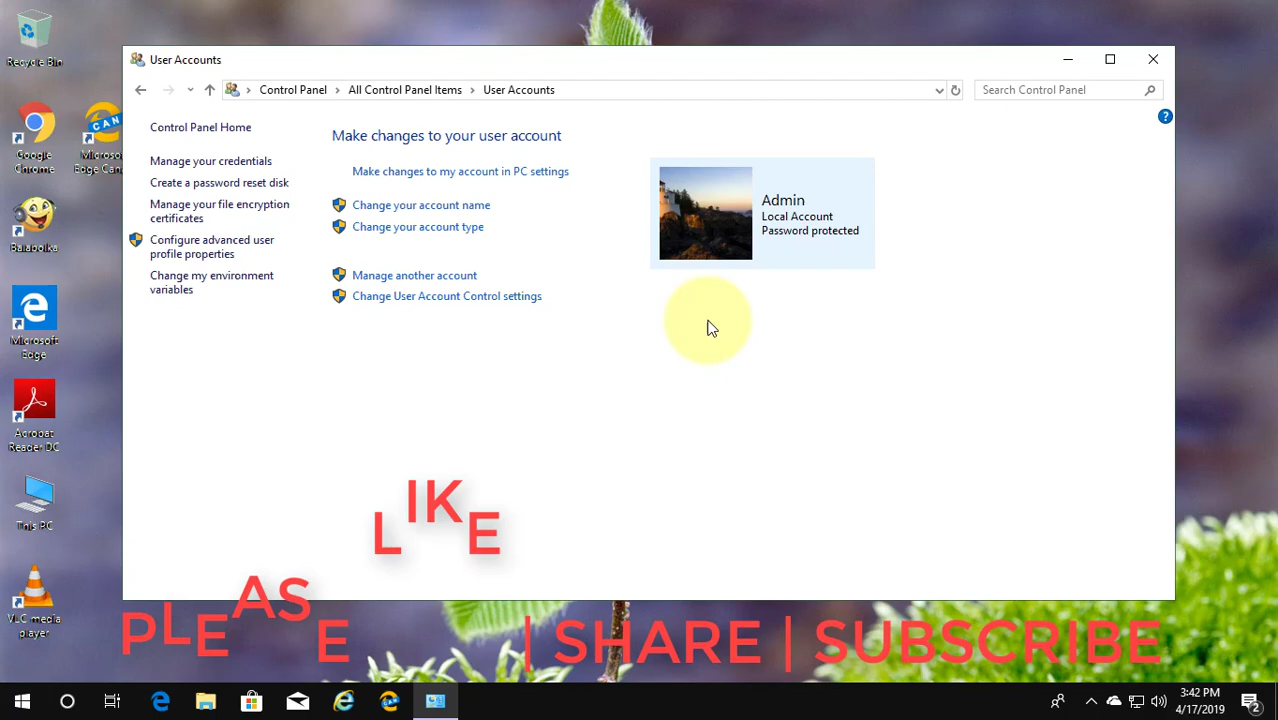 Recycle Bin
Google
Chrome
Microso
Edge Can
Balabolka
Microsoft
Edge
Acrobat
Reader DC
This PC
VLC media
player
User Accounts
Control Panel > All Control Panel Items > User Accounts
Search Control Panel
Control Panel Home
Manage your credentials
Create a password reset disk
Manage your file encryption
certificates
Configure advanced user
profile properties
Change my environment
variables
Make changes to your user account
Make changes to my account in PC settings
Change your account name
Change your account type
Manage another account
Change User Account Control settings
Admin
Local Account
Password protected
?
CAN
PLEASE LIKE | SHARE | SUBSCRIBE
CAN
3:42 PM
4/17/2019
2